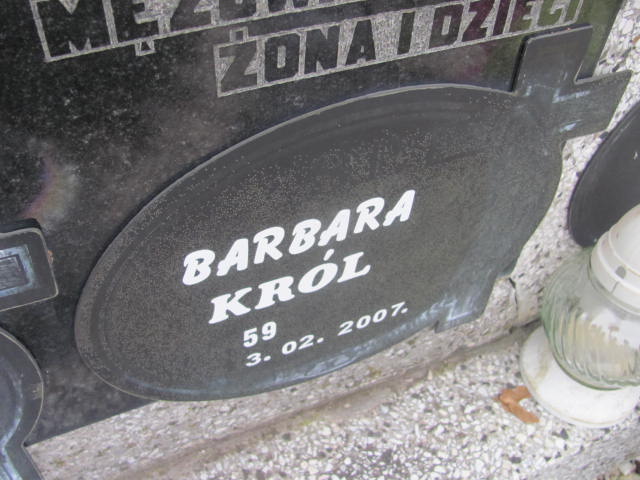 ŻONA I DZIECI
BARBARA
KRÓL
59
3. 02. 2007.